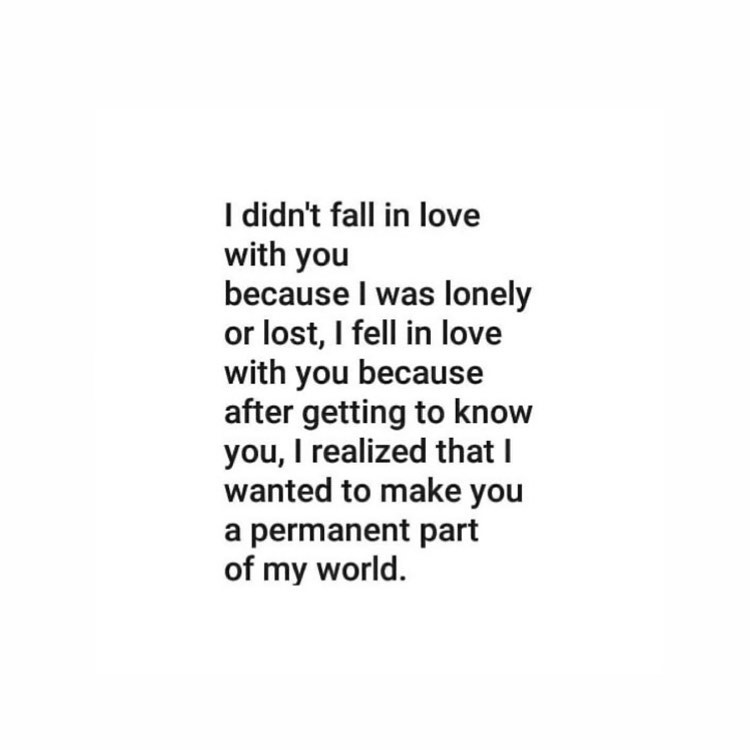 I didn't fall in love
with you
because I was lonely
or lost, I fell in love
with you because
after getting to know
you, I realized that I
wanted to make you
a permanent part
of my world.